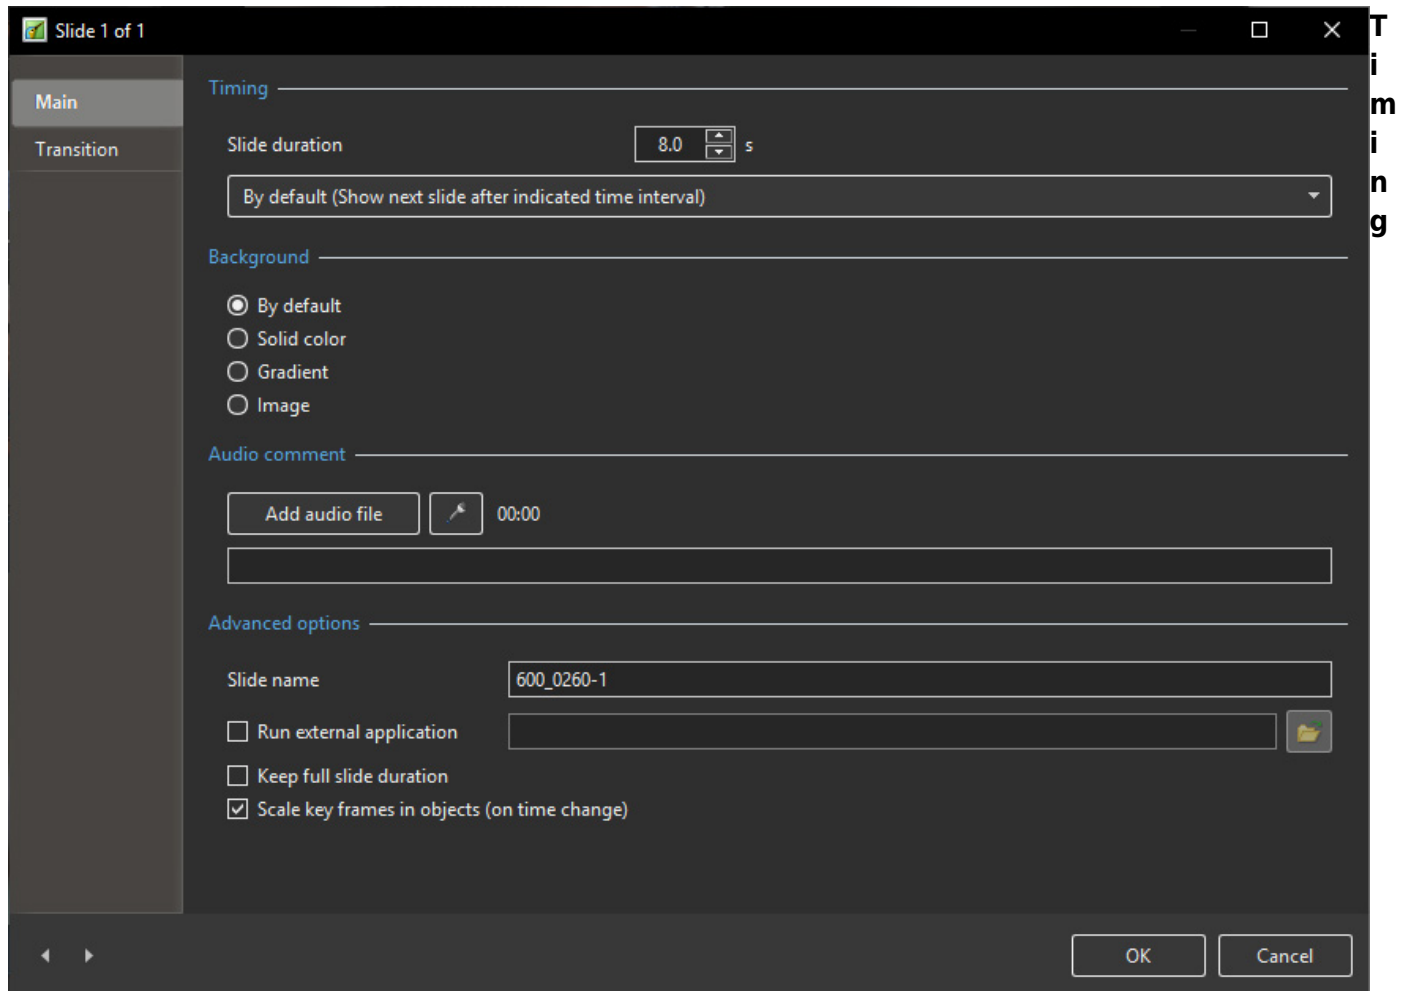 Slide 1 of 1
Main
Transition
Timing
Slide duration 8.0 s
By default (Show next slide after indicated time interval)
Background
By default
Solid color
Gradient
Image
Audio comment
Add audio file 00:00
Advanced options
Slide name 600_0260-1
Run external application
Keep full slide duration
Scale key frames in objects (on time change)
OK Cancel
T
i
m
i
n
g